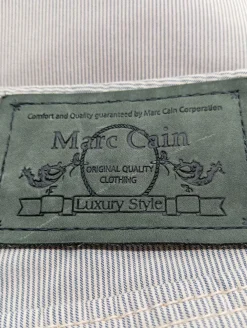 Comfort and Quality guaranteed by Marc Cain Corporation
Marc Cain
ORIGINAL QUALITY
CLOTHING
Luxury Style